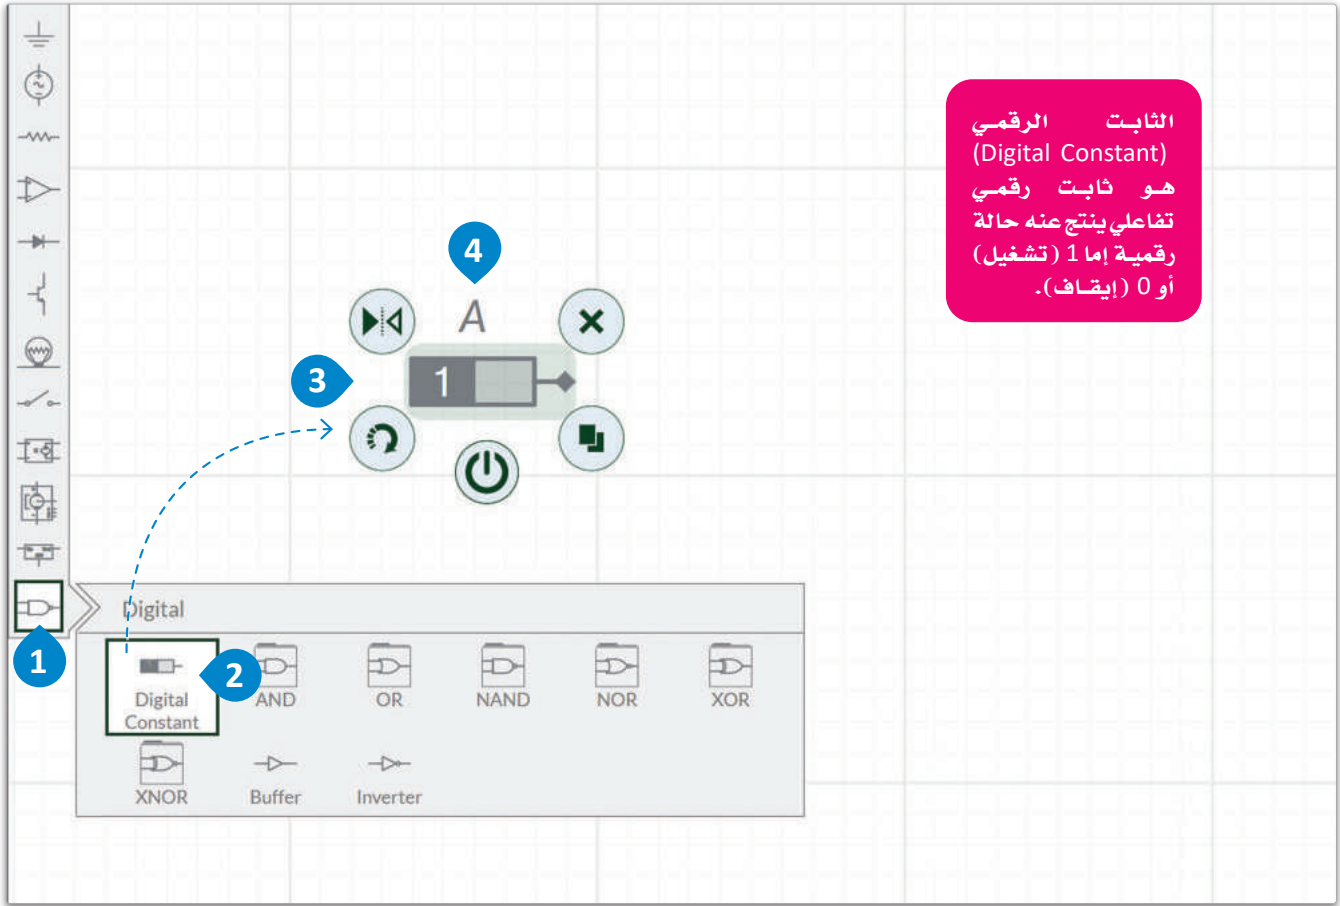 الثابت الرقمي
(Digital Constant)
هو ثابت رقمي
تفاعلي ينتج عنه حالة
رقمية إما 1 (تشغيل)
أو 0 (إيقاف).
4
A
3
1
Digital
1
2
Digital
Constant
AND
OR
NAND
NOR
XOR
XNOR
Buffer
Inverter